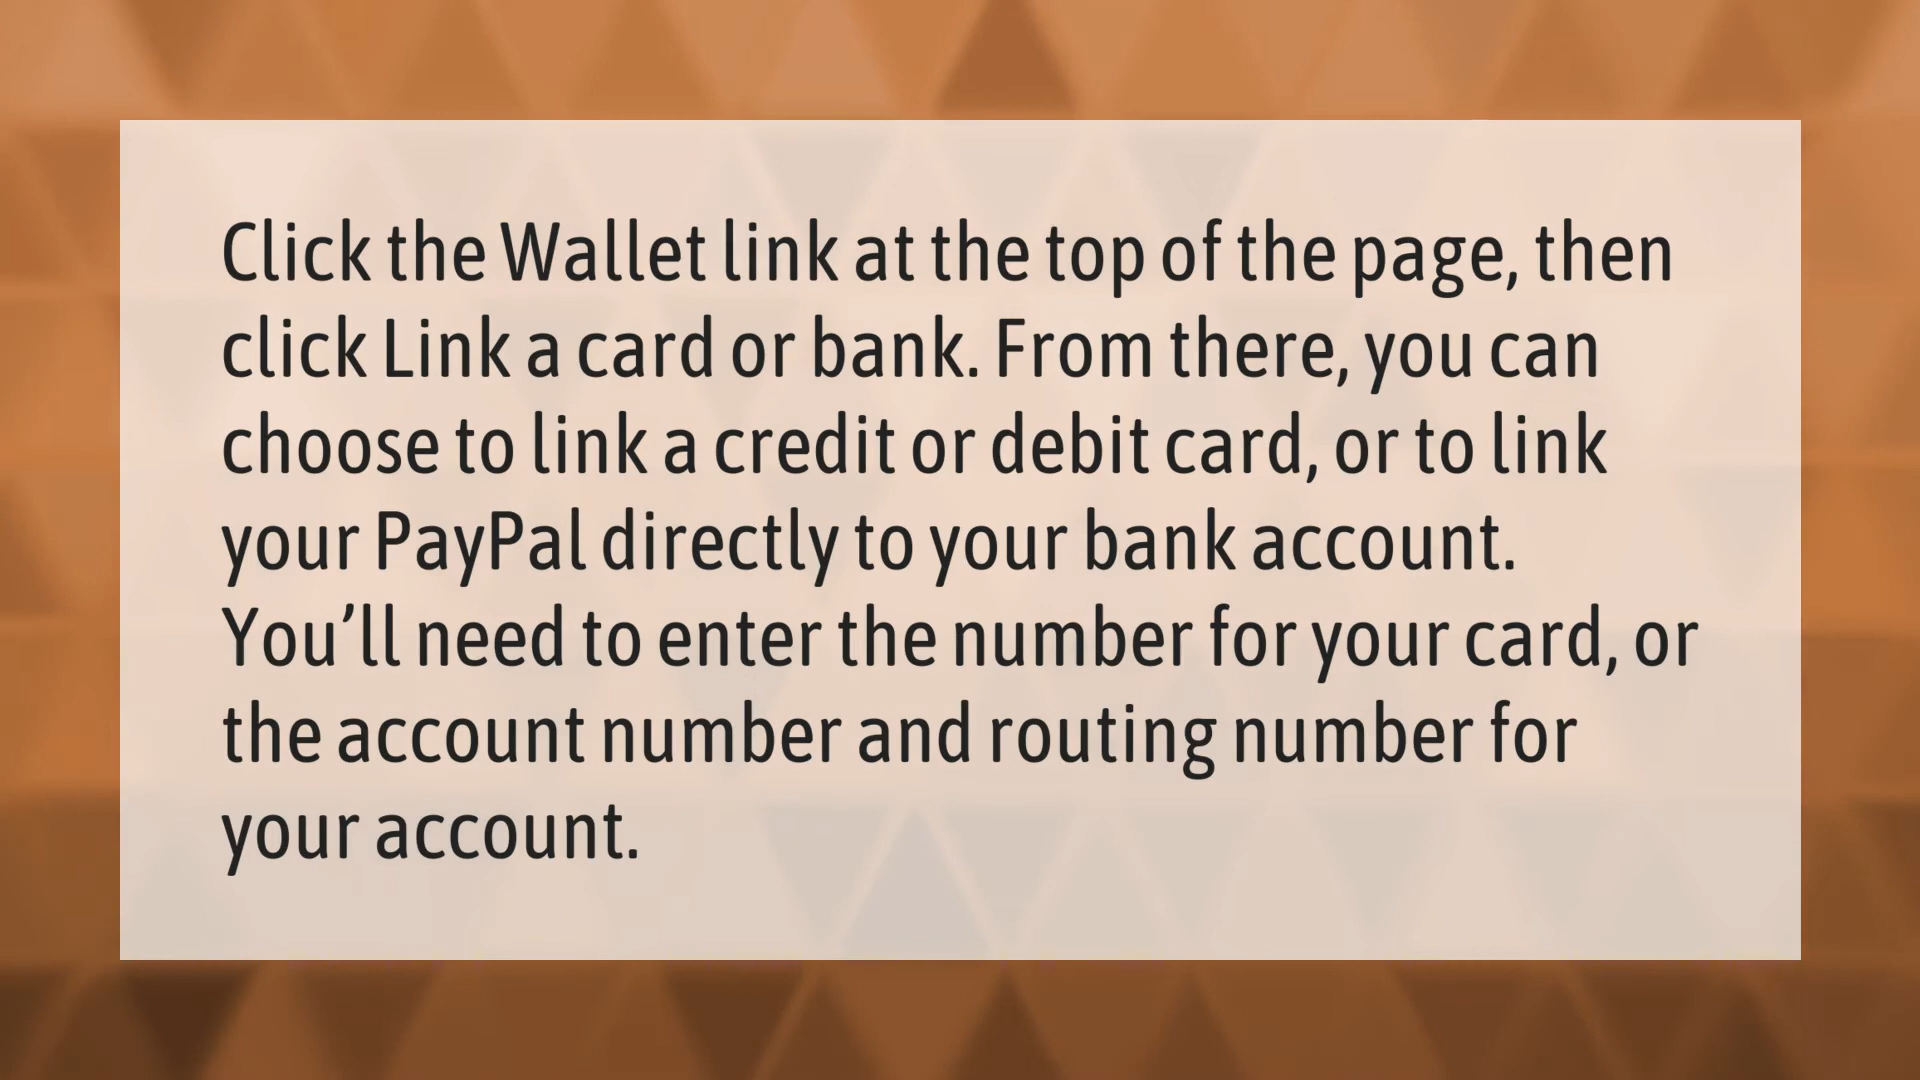 Click the Wallet link at the top of the page, then
click Link a card or bank. From there, you can
choose to link a credit or debit card, or to link
your PayPal directly to your bank account.
You’ll need to enter the number for your card, or
the account number and routing number for
your account.